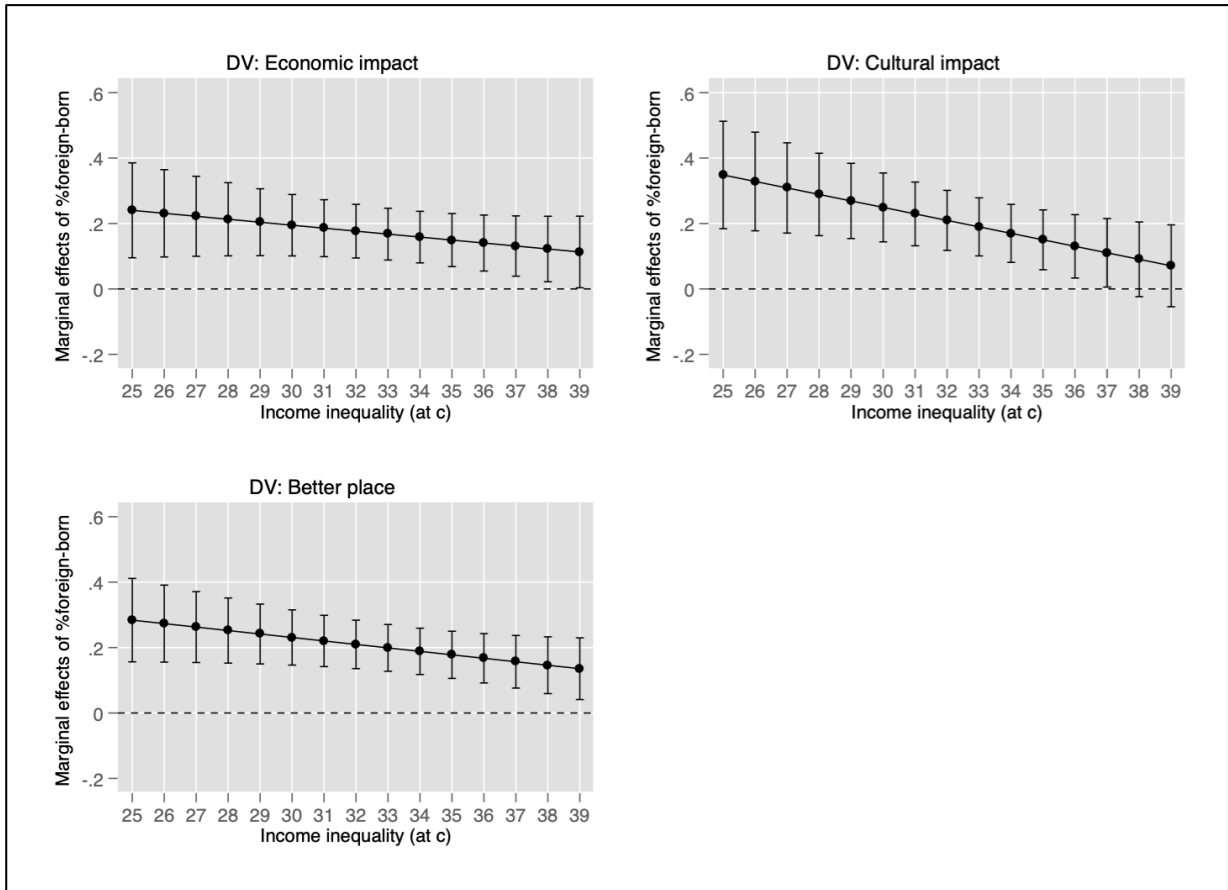 DV: Economic impact
Marginal effects of %foreign-born
.6
.4
.2
0
-.2
25 26 27 28 29 30 31 32 33 34 35 36 37 38 39
Income inequality (at c)
DV: Cultural impact
Marginal effects of %foreign-born
.6
.4
.2
0
-.2
25 26 27 28 29 30 31 32 33 34 35 36 37 38 39
Income inequality (at c)
DV: Better place
Marginal effects of %foreign-born
.6
.4
.2
0
-.2
25 26 27 28 29 30 31 32 33 34 35 36 37 38 39
Income inequality (at c)